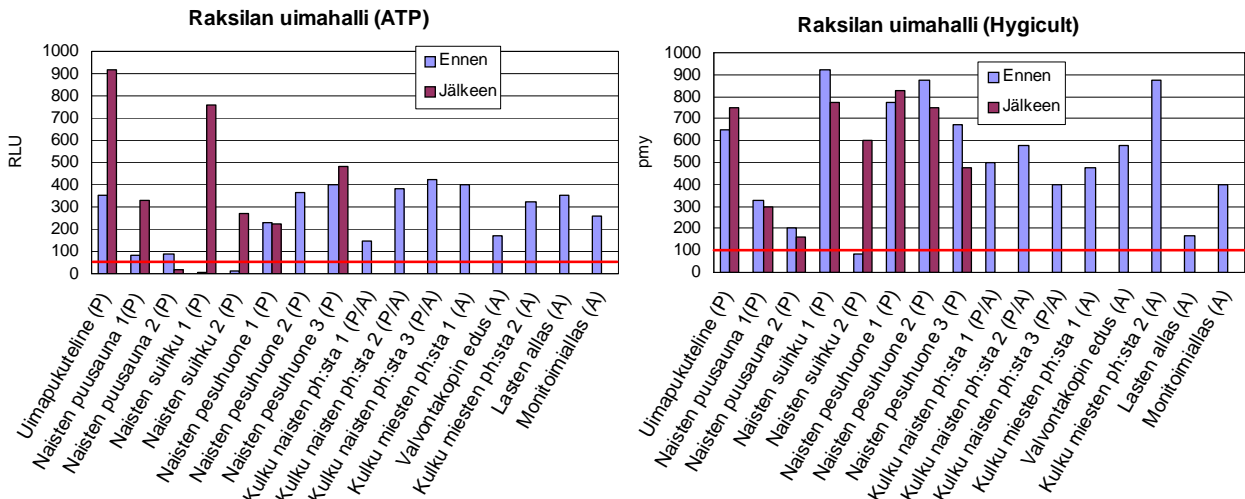 Raksilan uimahalli (ATP)
RLU
1000
900
800
700
600
500
400
300
200
100
0
Ennen
Jälkeen
Uimapukuteline (P)
Naisten puusauna 1(P)
Naisten puusauna 2 (P)
Naisten suihku 1 (P)
Naisten suihku 2 (P)
Naisten pesuhuone 1 (P)
Naisten pesuhuone 2 (P)
Naisten pesuhuone 3 (P)
Kulku naisten ph:sta 1 (P/A)
Kulku naisten ph:sta 2 (P/A)
Kulku naisten ph:sta 3 (P/A)
Kulku miesten ph:sta 1 (A)
Valvontakopin edus (A)
Kulku miesten ph:sta 2 (A)
Lasten allas (A)
Monitoimiallas (A)
Raksilan uimahalli (Hygicult)
pmy
1000
900
800
700
600
500
400
300
200
100
0
Ennen
Jälkeen
Uimapukuteline (P)
Naisten puusauna 1(P)
Naisten puusauna 2 (P)
Naisten suihku 1 (P)
Naisten suihku 2 (P)
Naisten pesuhuone 1 (P)
Naisten pesuhuone 2 (P)
Naisten pesuhuone 3 (P)
Kulku naisten ph:sta 1 (P/A)
Kulku naisten ph:sta 2 (P/A)
Kulku naisten ph:sta 3 (P/A)
Kulku miesten ph:sta 1 (A)
Valvontakopin edus (A)
Kulku miesten ph:sta 2 (A)
Lasten allas (A)
Monitoimiallas (A)